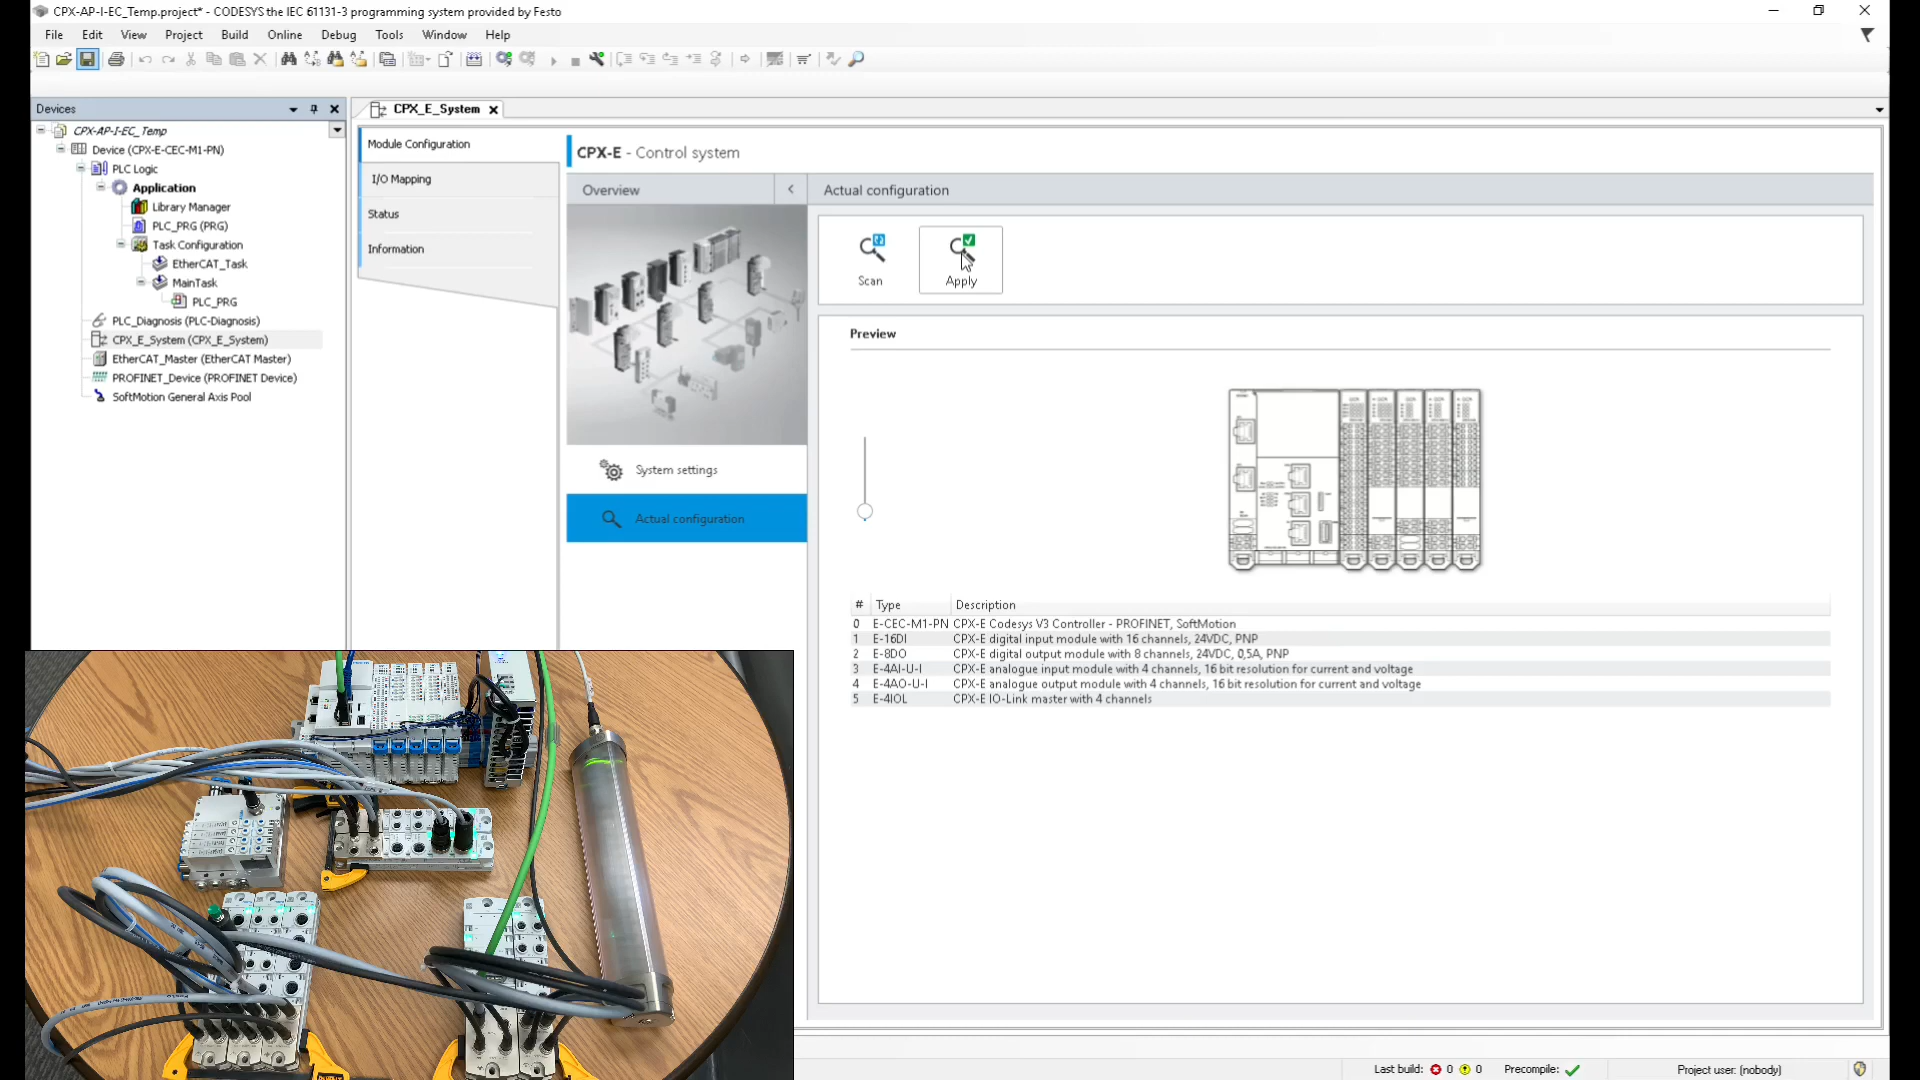 CPX-AP-I-EC_Temp.project* - CODESYS the IEC 61131-3 programming system provided by Festo
File Edit View Project Build Online Debug Tools Window Help
Devices
CPX-AP-I-EC_Temp
Device (CPX-E-CEC-M1-PN)
PLC Logic
Application
Library Manager
PLC_PRG (PRG)
Task Configuration
EtherCAT_Task
MainTask
PLC_PRG
PLC_Diagnosis (PLC-Diagnosis)
CPX_E_System (CPX_E_System)
EtherCAT_Master (EtherCAT Master)
PROFINET_Device (PROFINET Device)
SoftMotion General Axis Pool
CPX_E_System
Module Configuration
I/O Mapping
Status
Information
CPX-E - Control system
Overview
System settings
Actual configuration
Actual configuration
Scan
Apply
Preview
# Type Description
0 E-CEC-M1-PN CPX-E Codesys V3 Controller - PROFINET, SoftMotion
1 E-16DI CPX-E digital input module with 16 channels, 24VDC, PNP
2 E-8DO CPX-E digital output module with 8 channels, 24VDC, 0,5A, PNP
3 E-4AI-U-I CPX-E analogue input module with 4 channels, 16 bit resolution for current and voltage
4 E-4AO-U-I CPX-E analogue output module with 4 channels, 16 bit resolution for current and voltage
5 E-4IOL CPX-E IO-Link master with 4 channels
Last build: 0 0 Precompile: Project user: (nobody)